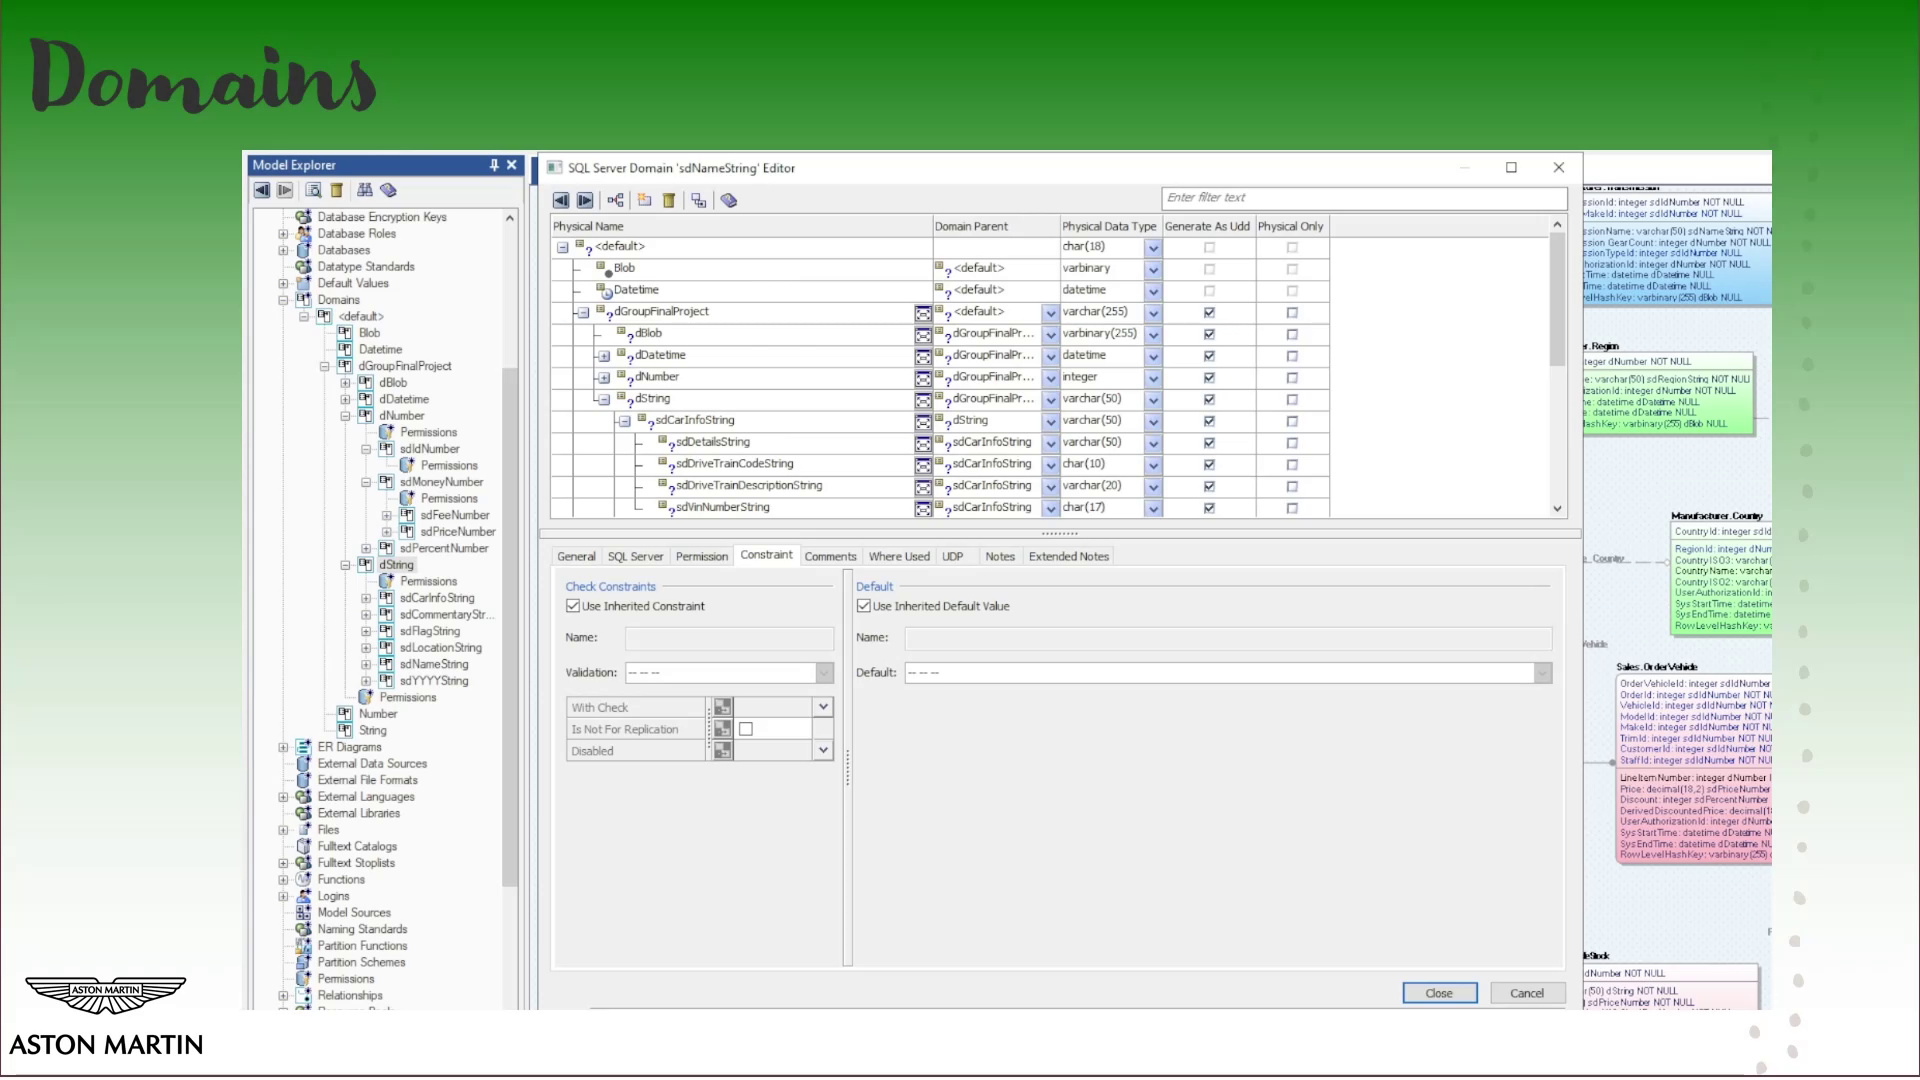 Domains
Model Explorer
Database Encryption Keys
Database Roles
Databases
Datatype Standards
Default Values
Domains
<default>
Blob
Datetime
dGroupFinalProject
dBlob
dDatetime
dNumber
Permissions
sdIdNumber
Permissions
sdMoneyNumber
Permissions
sdFeeNumber
sdPriceNumber
sdPercentNumber
dString
Permissions
sdCarInfoString
sdCommentaryStr...
sdFlagString
sdLocationString
sdNameString
sdYYYYString
Permissions
Number
String
ER Diagrams
External Data Sources
External File Formats
External Languages
External Libraries
Files
Fulltext Catalogs
Fulltext Stoplists
Functions
Logins
Model Sources
Naming Standards
Partition Functions
Partition Schemes
Permissions
Relationships
SQL Server Domain 'sdNameString' Editor
Enter filter text
Physical Name Domain Parent Physical Data Type Generate As Udd Physical Only
<default> char(18)
Blob <default> varbinary
Datetime <default> datetime
dGroupFinalProject <default> varchar(255)
dBlob dGroupFinalPr... varbinary(255)
dDatetime dGroupFinalPr... datetime
dNumber dGroupFinalPr... integer
dString dGroupFinalPr... varchar(50)
sdCarInfoString dString varchar(50)
sdDetailsString sdCarInfoString varchar(50)
sdDriveTrainCodeString sdCarInfoString char(10)
sdDriveTrainDescriptionString sdCarInfoString varchar(20)
sdVinNumberString sdCarInfoString char(17)
General SQL Server Permission Constraint Comments Where Used UDP Notes Extended Notes
Check Constraints
Use Inherited Constraint
Name:
Validation: -- -- --
With Check
Is Not For Replication
Disabled
Default
Use Inherited Default Value
Name:
Default: -- -- --
Close Cancel
ssionId: integer sdIdNumber NOT NULL
MakeId: integer sdIdNumber NOT NULL
ssionName: varchar(50) sdNameString NOT N
ssion GearCount: integer dNumber NOT NULL
ssionTypeId: integer sdIdNumber NULL
horizationId: integer dNumber NOT NULL
Time: datetime dDatetime NULL
Time: datetime dDatetime NULL
elHashKey: varbinary(255) dBlob NULL
r.Region
teger dNumber NOT NULL
e: varchar(50) sdRegionString NOT NULL
izationId: integer dNumber NOT NULL
ne: datetime dDatetime NULL
e: datetime dDatetime NULL
ashKey: varbinary(255) dBlob NULL
Manufacturer.Country
CountryId: integer sdId
RegionId: integer dNum
CountryISO3: varchar(
CountryName: varchar
CountryISO2: varchar(
UserAuthorizationId: in
SysStartTime: datetime
SysEndTime: datetime
RowLevelHashKey: va
_Country
Vehicle
Sales.OrderVehicle
OrderVehicleId: integer sdIdNumber
OrderId: integer sdIdNumber NOT NU
VehicleId: integer sdIdNumber NOT N
ModelId: integer sdIdNumber NOT NU
MakeId: integer sdIdNumber NOT NUL
TrimId: integer sdIdNumber NOT NULL
CustomerId: integer sdIdNumber NOT
StaffId: integer sdIdNumber NOT NUL
LineItemNumber: integer dNumber
Price: decimal(18,2) sdPriceNumber
Discount: integer sdPercentNumber
DerivedDiscountedPrice: decimal(1
UserAuthorizationId: integer dNumb
SysStartTime: datetime dDatetime N
SysEndTime: datetime dDatetime NU
RowLevelHashKey: varbinary(255) d
leStock
dNumber NOT NULL
r(50) dString NOT NULL
sdPriceNumber NOT NULL
ASTON MARTIN
ASTON MARTIN